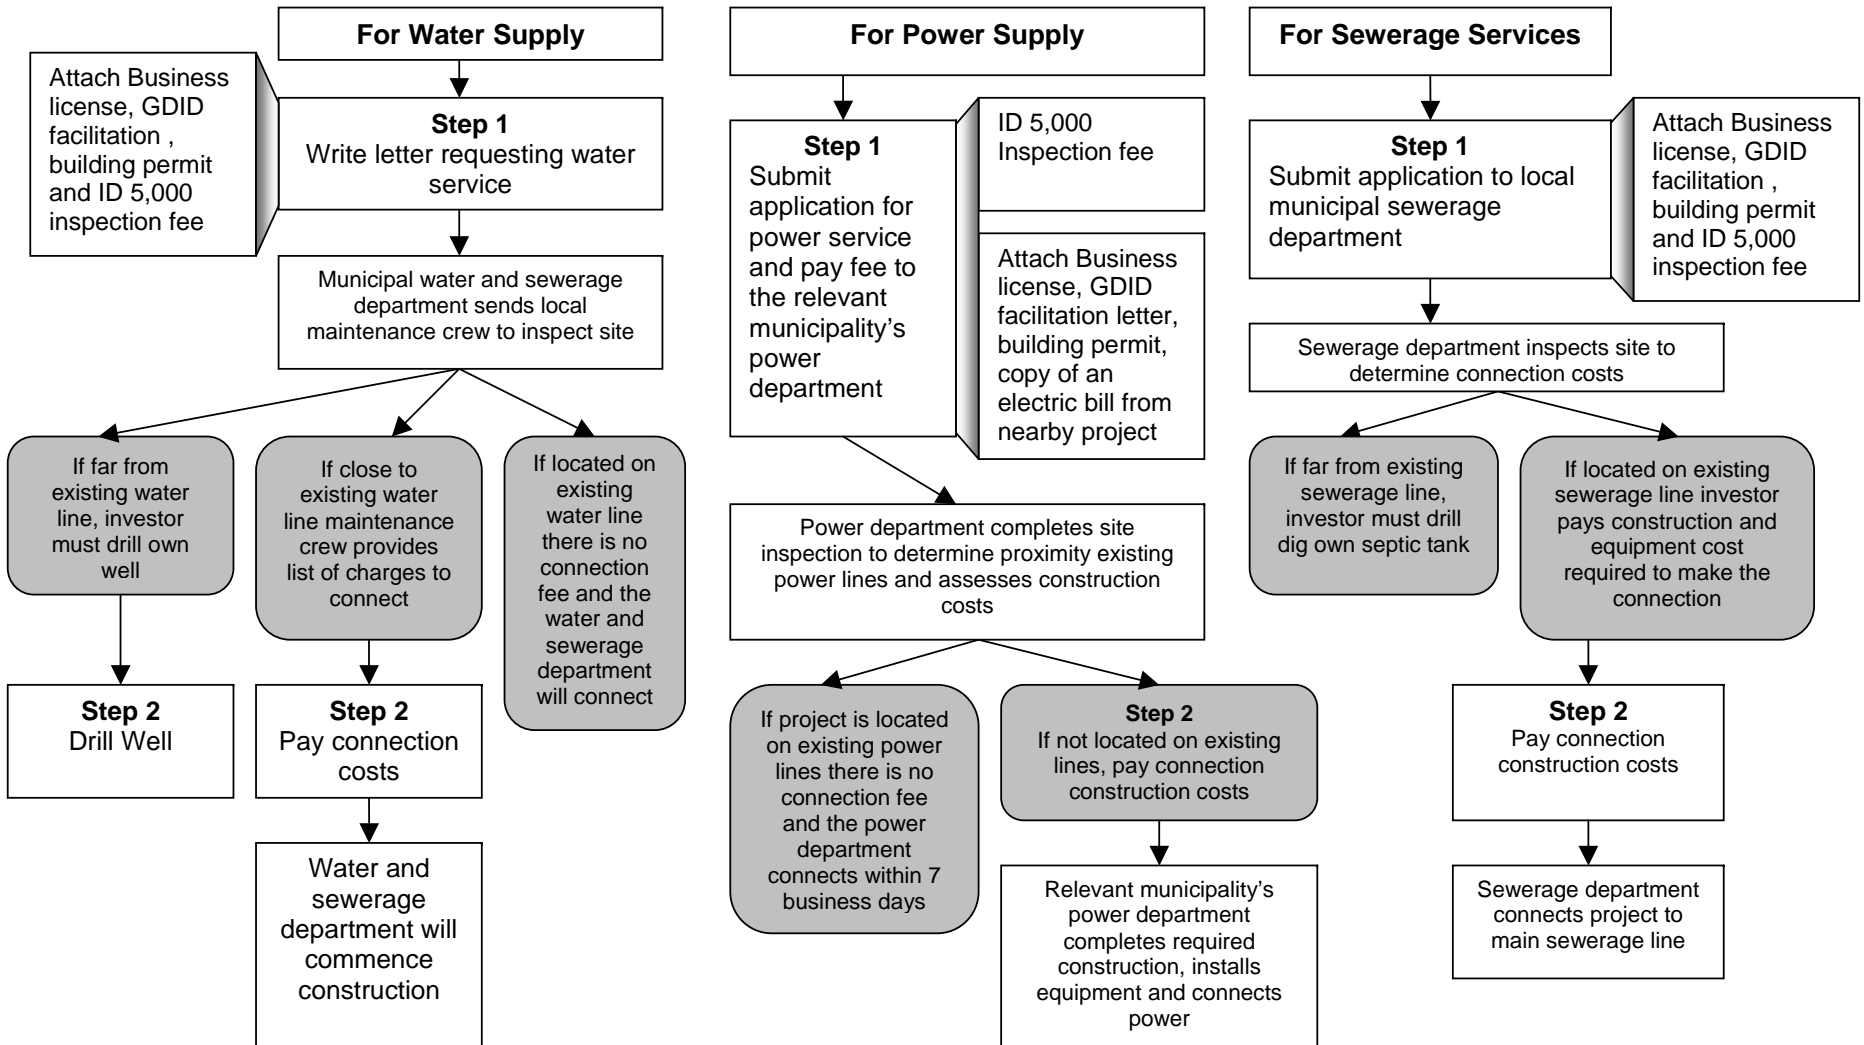 For Water Supply
Attach Business
license, GDID
facilitation ,
building permit
and ID 5,000
inspection fee
Step 1
Write letter requesting water
service
Municipal water and sewerage
department sends local
maintenance crew to inspect site
If far from
existing water
line, investor
must drill own
well
If close to
existing water
line maintenance
crew provides
list of charges to
connect
If located on
existing
water line
there is no
connection
fee and the
water and
sewerage
department
will connect
Step 2
Drill Well
Step 2
Pay connection
costs
Water and
sewerage
department will
commence
construction
For Power Supply
Step 1
Submit
application for
power service
and pay fee to
the relevant
municipality’s
power
department
ID 5,000
Inspection fee
Attach Business
license, GDID
facilitation letter,
building permit,
copy of an
electric bill from
nearby project
Power department completes site
inspection to determine proximity existing
power lines and assesses construction
costs
If project is located
on existing power
lines there is no
connection fee
and the power
department
connects within 7
business days
Step 2
If not located on existing
lines, pay connection
construction costs
Relevant municipality’s
power department
completes required
construction, installs
equipment and connects
power
For Sewerage Services
Step 1
Submit application to local
municipal sewerage
department
Attach Business
license, GDID
facilitation ,
building permit
and ID 5,000
inspection fee
Sewerage department inspects site to
determine connection costs
If far from existing
sewerage line,
investor must drill
dig own septic tank
If located on existing
sewerage line investor
pays construction and
equipment cost
required to make the
connection
Step 2
Pay connection
construction costs
Sewerage department
connects project to
main sewerage line